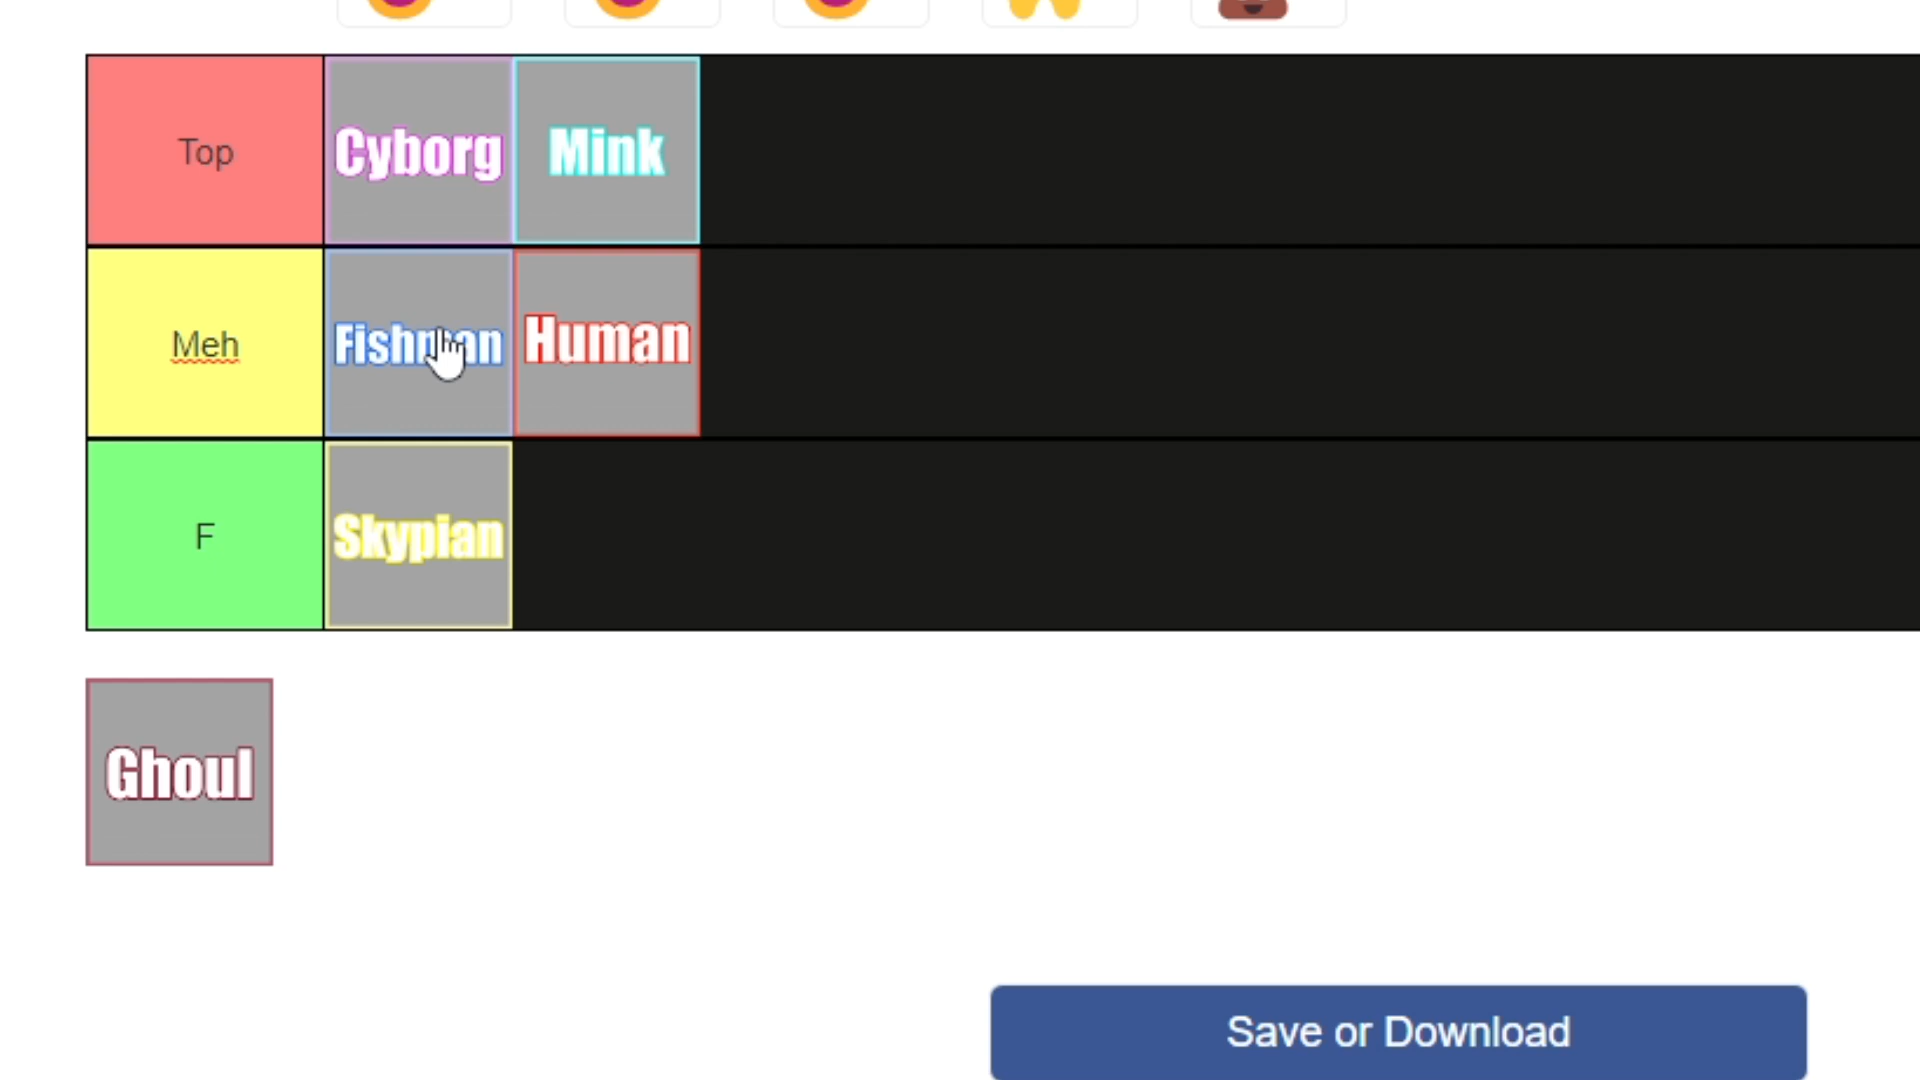 Top
Cyborg
Mink
Meh
Human
F
Skypian
Ghoul
Save or Download